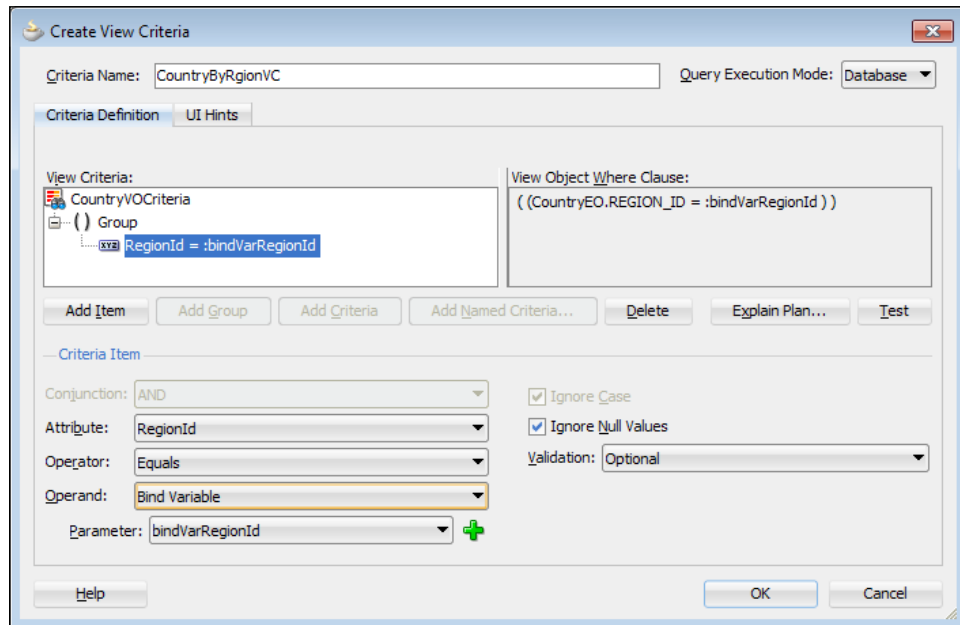 Create View Criteria
Criteria Name: CountryByRgionVC Query Execution Mode: Database
Criteria Definition UI Hints
View Criteria: View Object Where Clause:
CountryVOCriteria ( (CountryEO.REGION_ID = :bindVarRegionId ) )
( ) Group
XYZ RegionId = :bindVarRegionId
Add Item Add Group Add Criteria Add Named Criteria... Delete Explain Plan... Test
Criteria Item
Conjunction: AND Ignore Case
Attribute: RegionId Ignore Null Values
Operator: Equals Validation: Optional
Operand: Bind Variable
Parameter: bindVarRegionId
Help OK Cancel